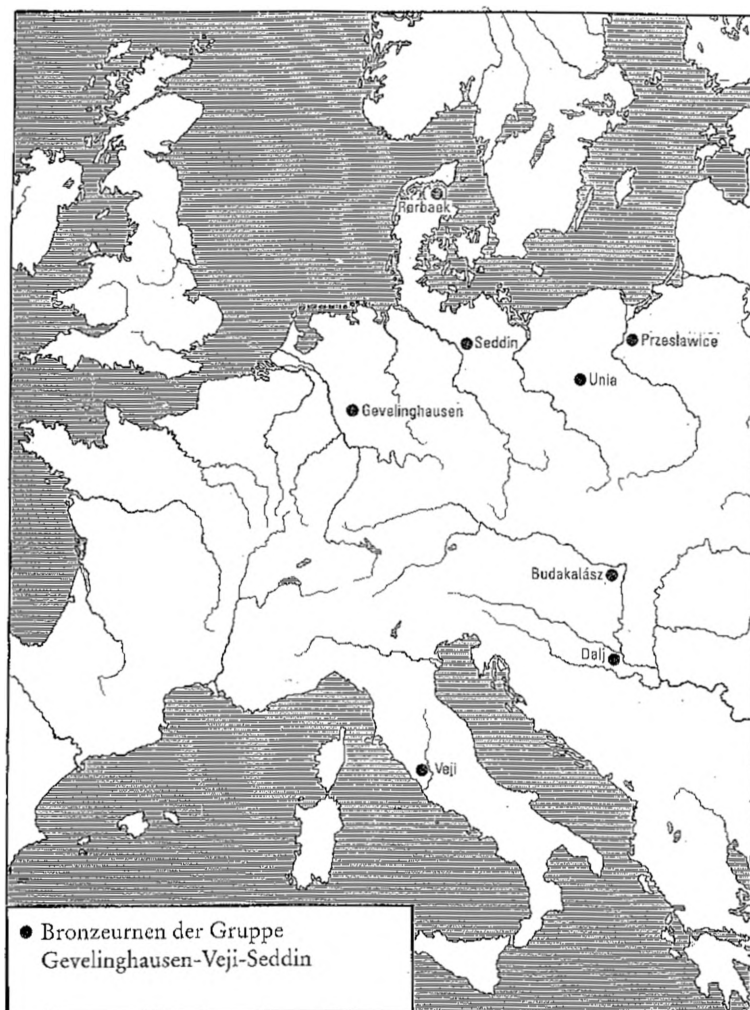 Rørbaek
Seddin
Przesławice
Unia
Gevelinghausen
Budakalász
Dalj
Veji
Bronzeurnen der Gruppe
Gevelinghausen-Veji-Seddin